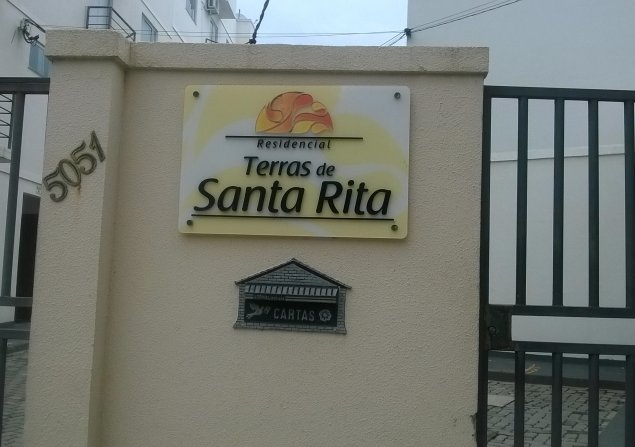 5051
Residencial
Terras de
Santa Rita
CARTAS